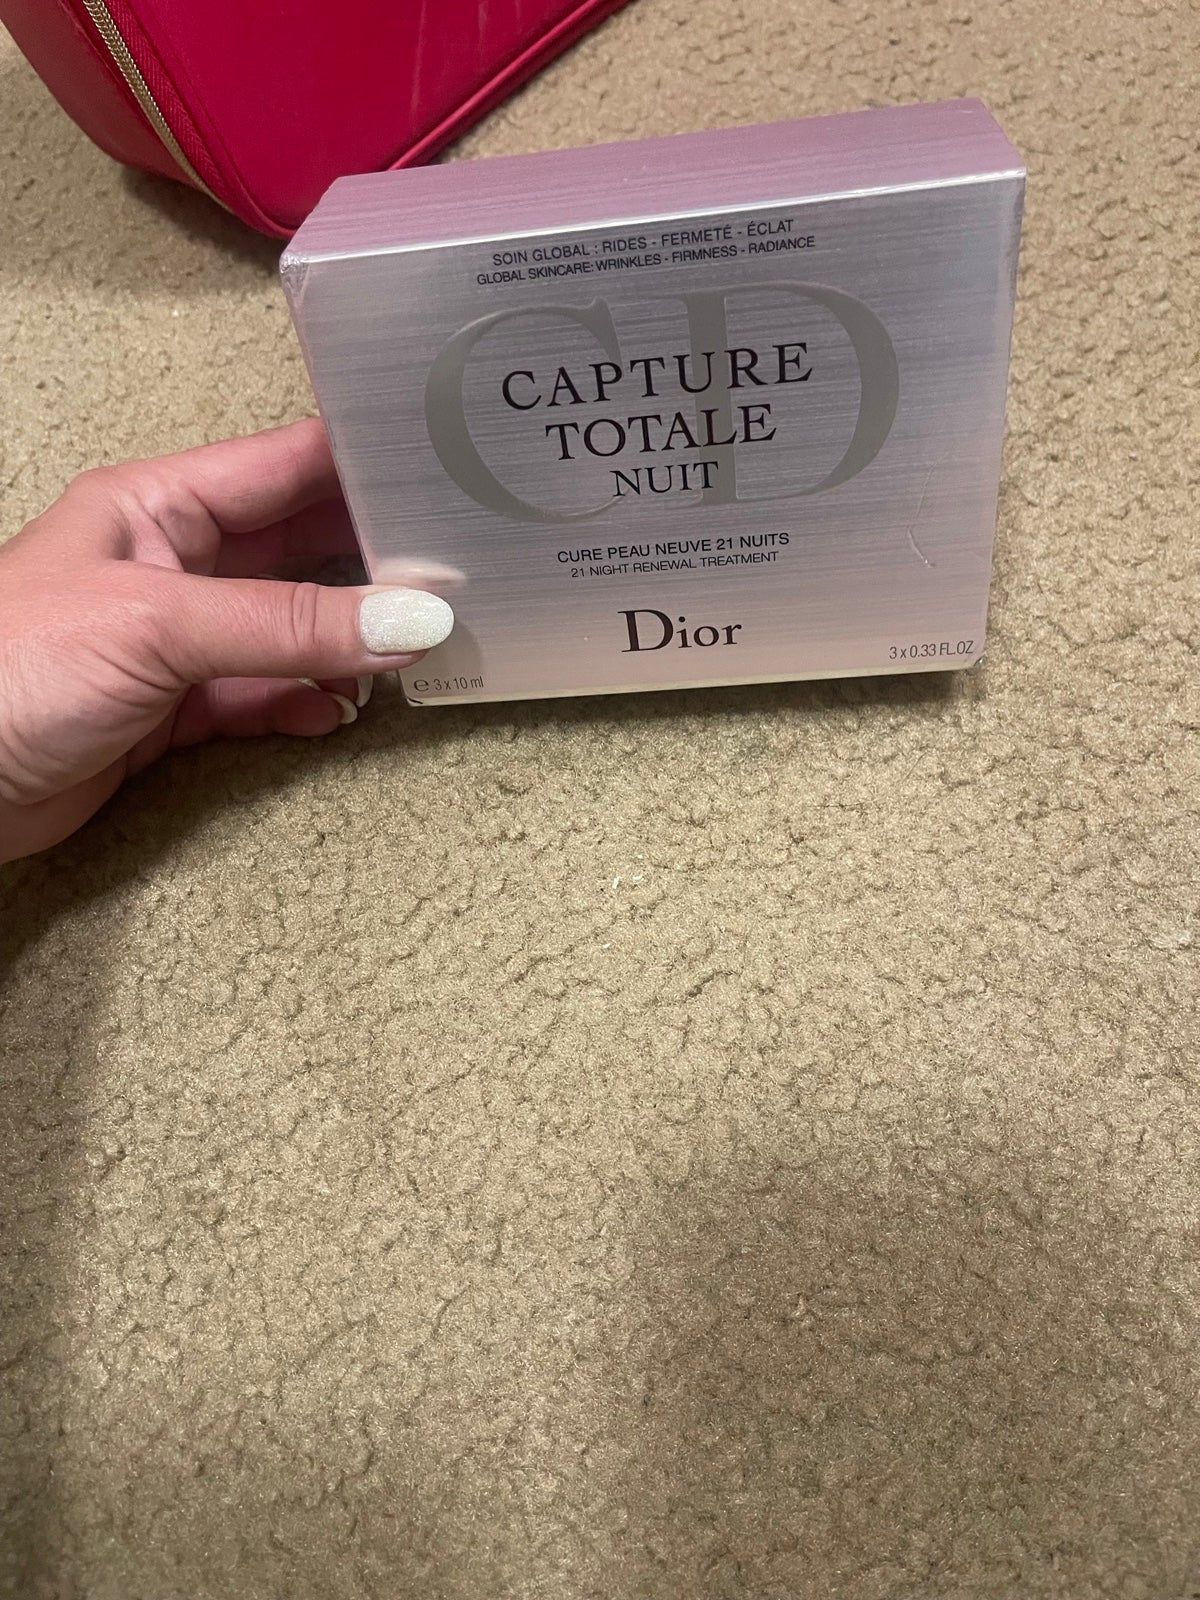 SOIN GLOBAL : RIDES - FERMETÉ - ÉCLAT
GLOBAL SKINCARE: WRINKLES - FIRMNESS - RADIANCE
CD
CAPTURE
TOTALE
NUIT
CURE PEAU NEUVE 21 NUITS
21 NIGHT RENEWAL TREATMENT
Dior
℮ 3 x 10 ml
3 x 0.33 FL.OZ